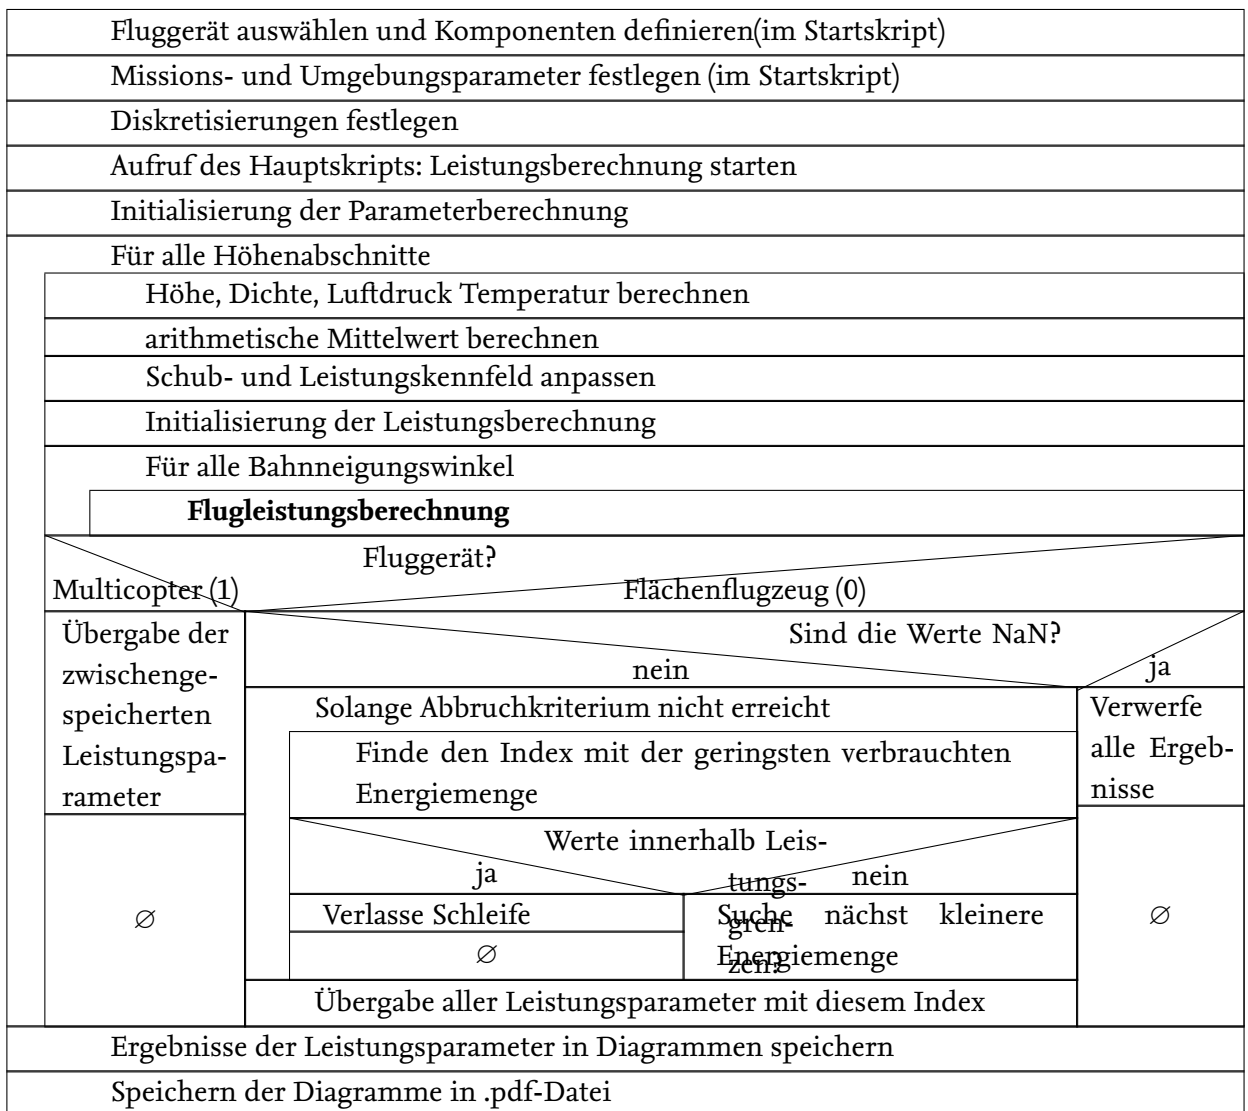 Fluggerät auswählen und Komponenten definieren(im Startskript)
Missions- und Umgebungsparameter festlegen (im Startskript)
Diskretisierungen festlegen
Aufruf des Hauptskripts: Leistungsberechnung starten
Initialisierung der Parameterberechnung
Für alle Höhenabschnitte
Höhe, Dichte, Luftdruck Temperatur berechnen
arithmetische Mittelwert berechnen
Schub- und Leistungskennfeld anpassen
Initialisierung der Leistungsberechnung
Für alle Bahnneigungswinkel
Flugleistungsberechnung
Fluggerät?
Multicopter (1)
Flächenflugzeug (0)
Übergabe der
zwischenge-
speicherten
Leistungspa-
rameter
∅
Sind die Werte NaN?
nein
ja
Solange Abbruchkriterium nicht erreicht
Finde den Index mit der geringsten verbrauchten
Energiemenge
Werte innerhalb Leis-
tungs-
gren-
zen?
ja
nein
Verlasse Schleife
∅
Suche nächst kleinere
Energiemenge
Übergabe aller Leistungsparameter mit diesem Index
Verwerfe
alle Ergeb-
nisse
∅
Ergebnisse der Leistungsparameter in Diagrammen speichern
Speichern der Diagramme in .pdf-Datei